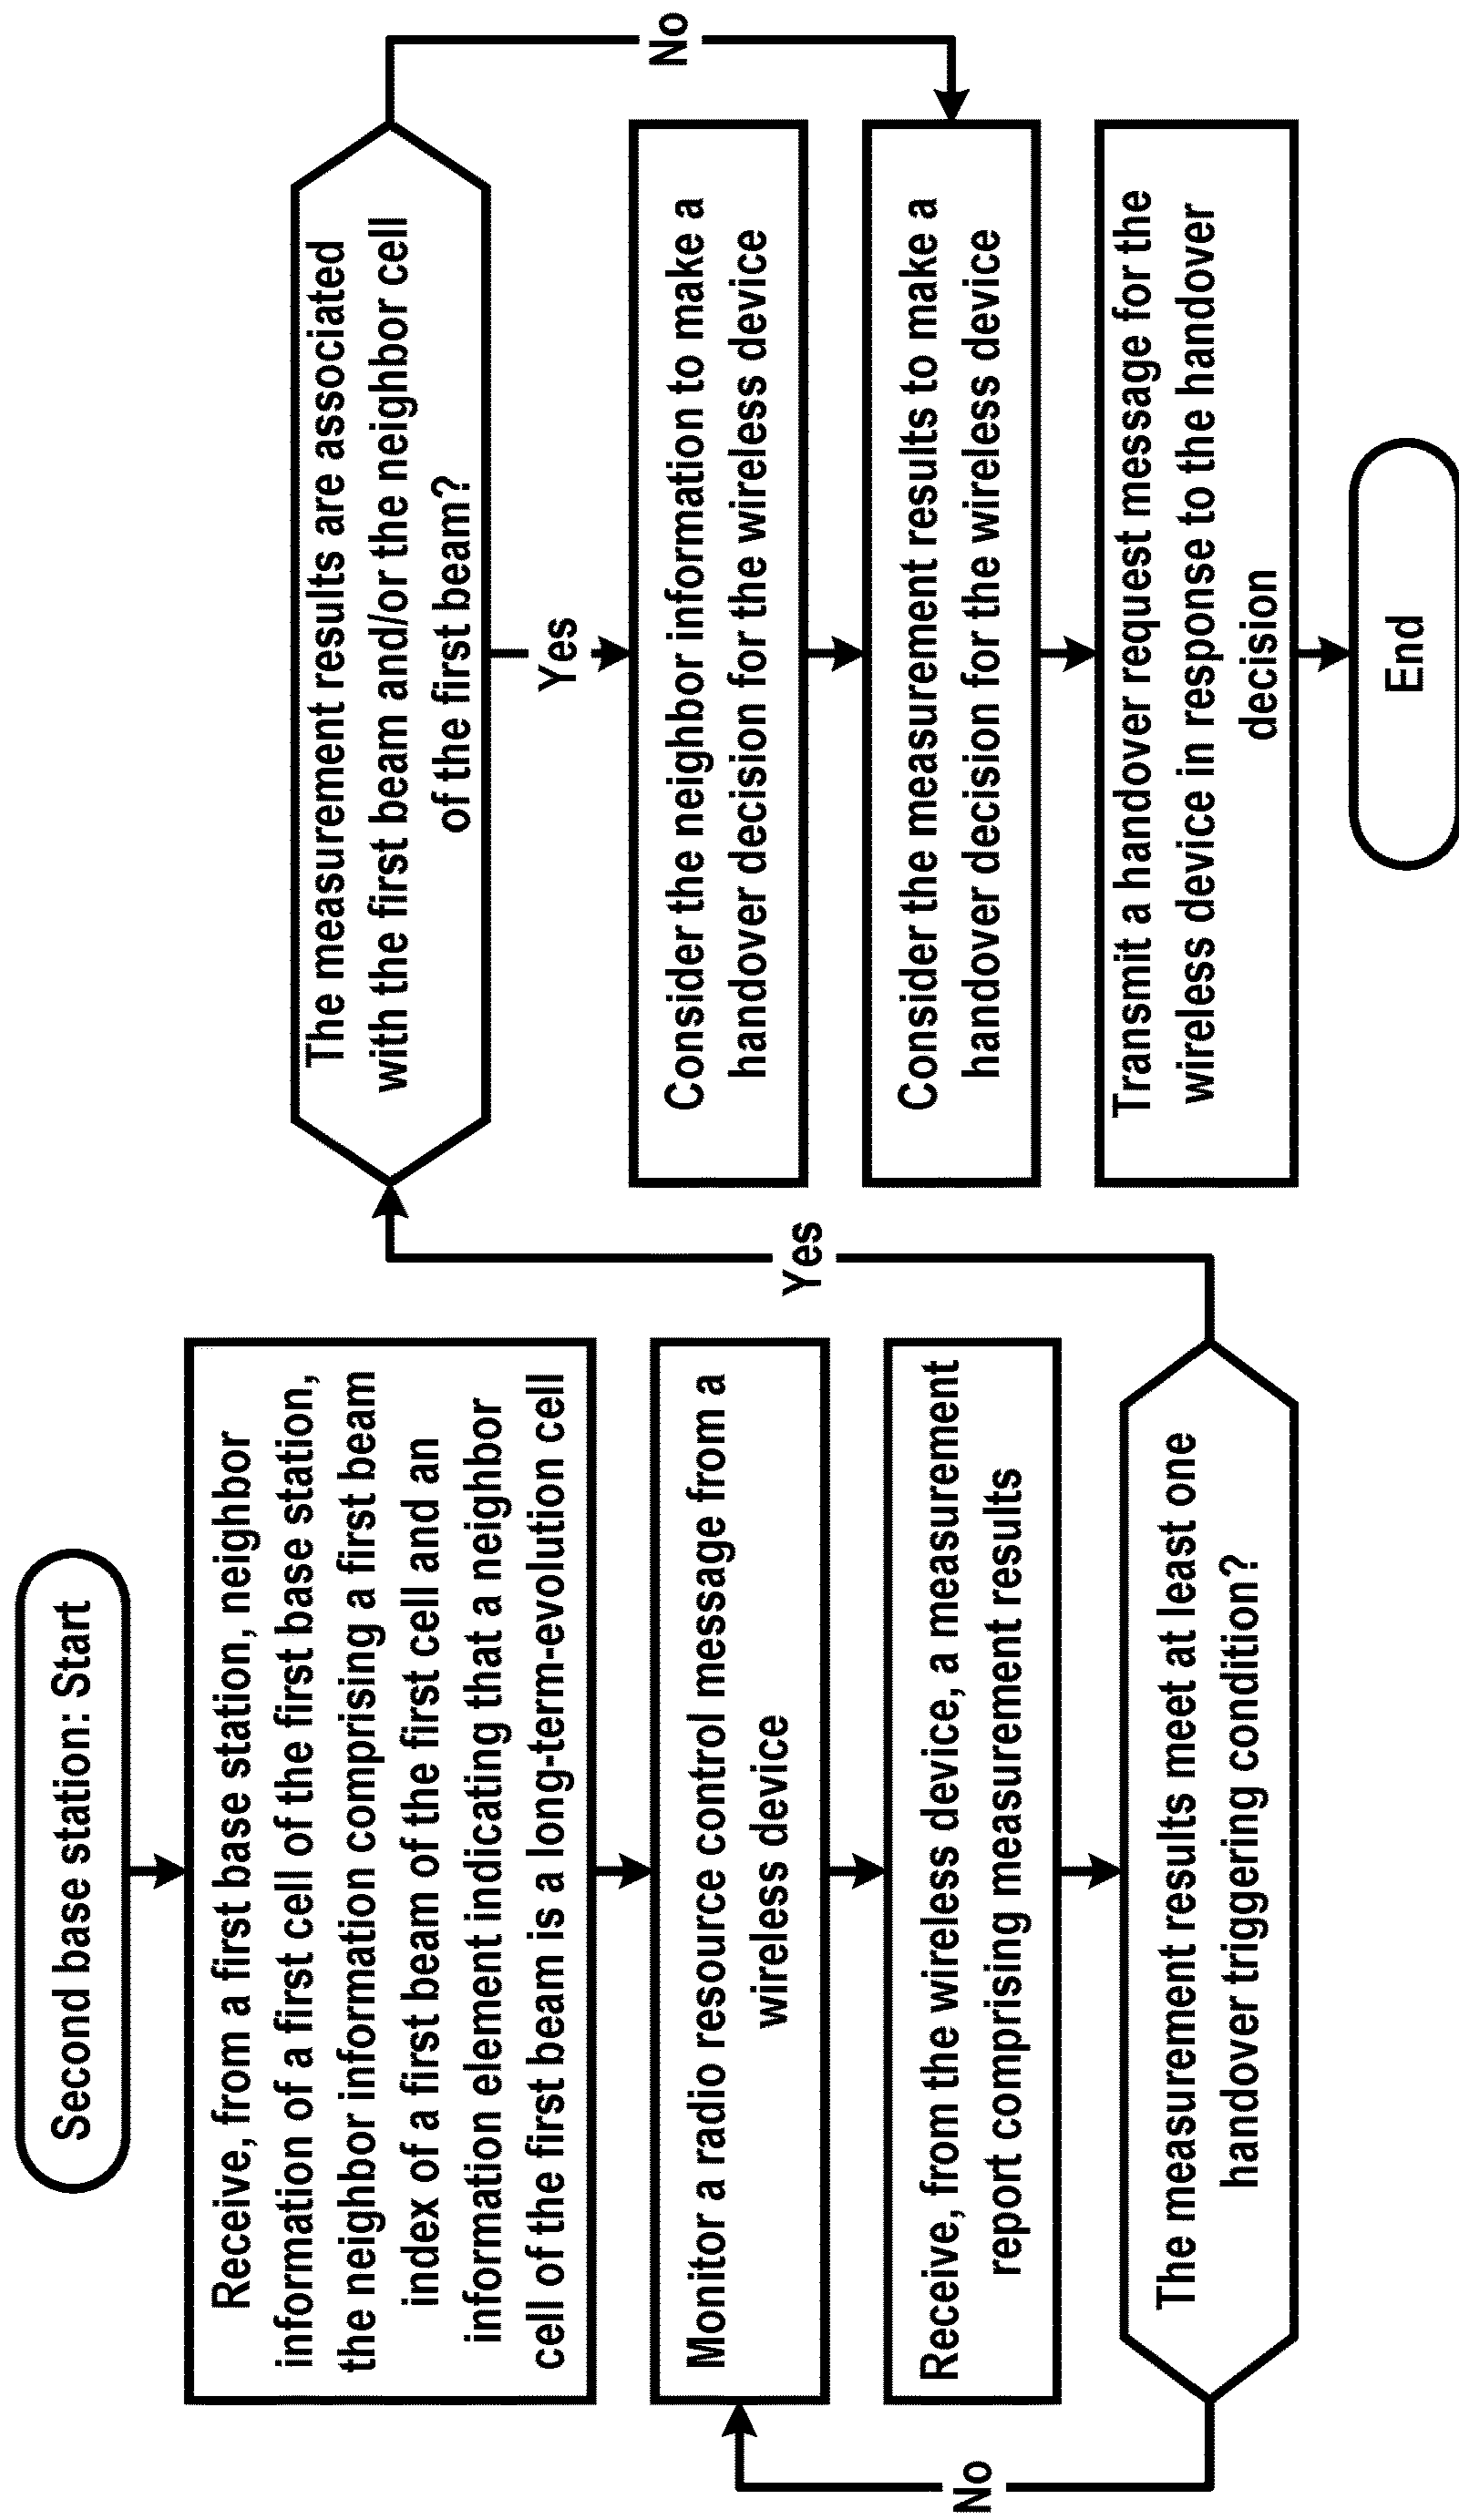 Second base station: Start
Receive, from a first base station, neighbor
information of a first cell of the first base station,
the neighbor information comprising a first beam
index of a first beam of the first cell and an
information element indicating that a neighbor
cell of the first beam is a long-term-evolution cell
Monitor a radio resource control message from a
wireless device
Receive, from the wireless device, a measurement
report comprising measurement results
The measurement results meet at least one
handover triggering condition?
No
Yes
The measurement results are associated
with the first beam and/or the neighbor cell
of the first beam?
Yes
No
Consider the neighbor information to make a
handover decision for the wireless device
Consider the measurement results to make a
handover decision for the wireless device
Transmit a handover request message for the
wireless device in response to the handover
decision
End